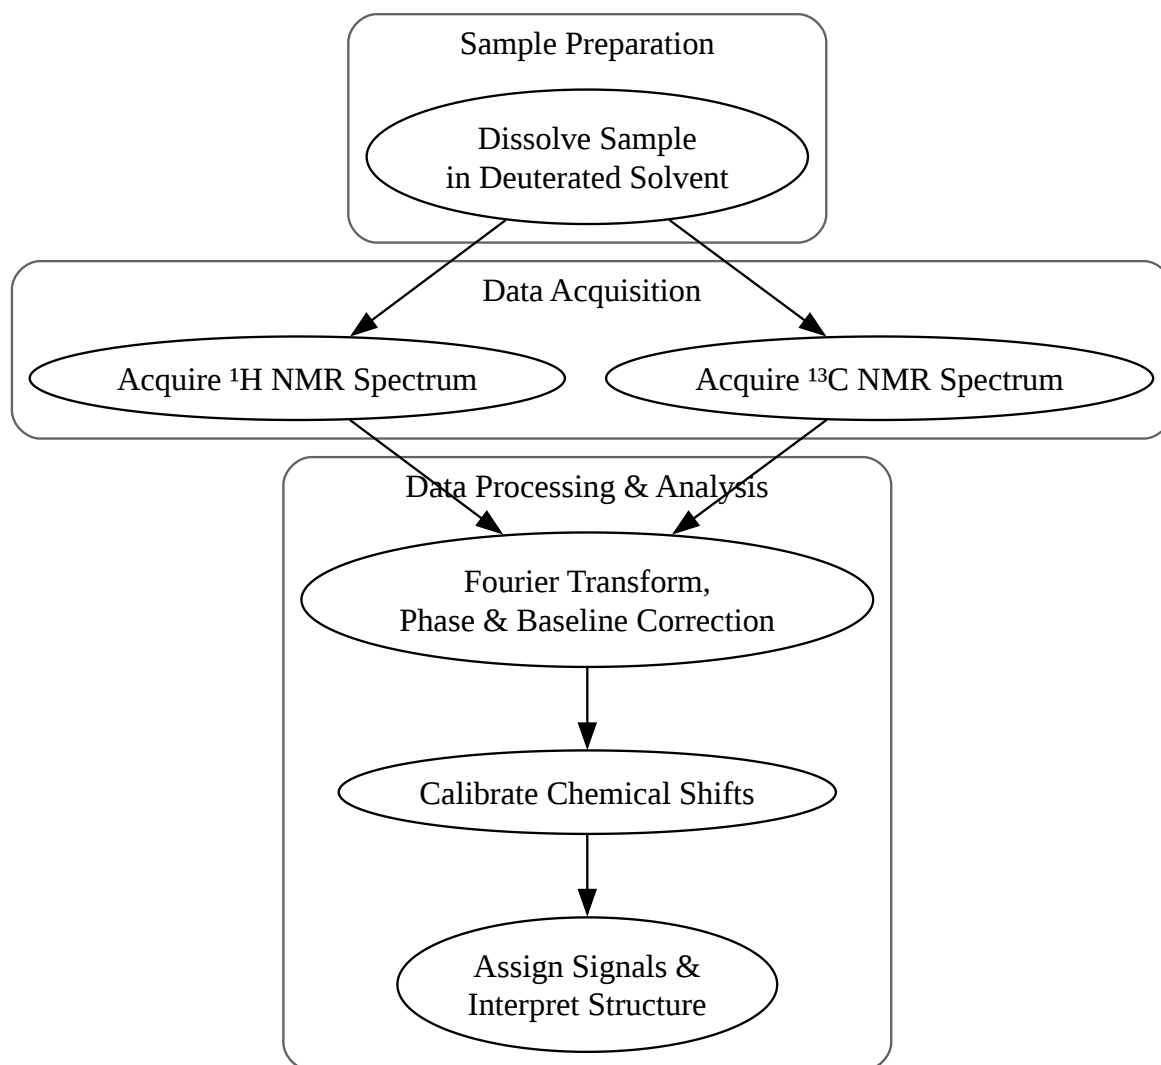 Sample Preparation
Dissolve Sample
in Deuterated Solvent
Data Acquisition
Acquire ¹H NMR Spectrum
Acquire ¹³C NMR Spectrum
Data Processing & Analysis
Fourier Transform,
Phase & Baseline Correction
Calibrate Chemical Shifts
Assign Signals &
Interpret Structure